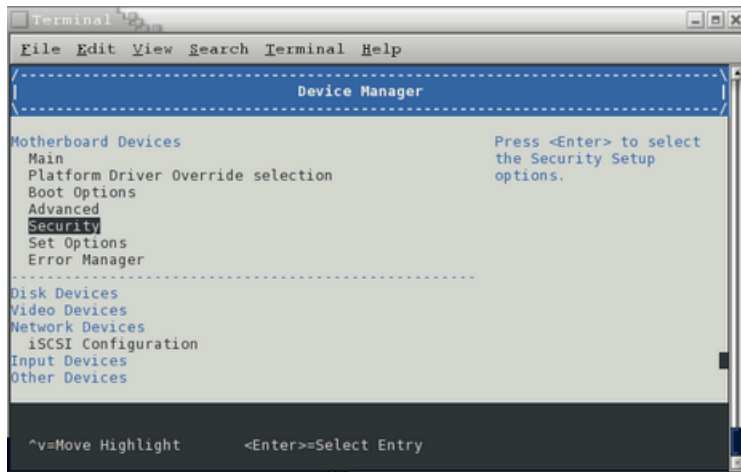 Terminal
File Edit View Search Terminal Help
/------------------------------------------------------------------------------------\
| Device Manager |
\------------------------------------------------------------------------------------/
Motherboard Devices
Press <Enter> to select
Main
the Security Setup
Platform Driver Override selection
options.
Boot Options
Advanced
Security
Set Options
Error Manager
--------------------------------------------------------
Disk Devices
Video Devices
Network Devices
iSCSI Configuration
Input Devices
Other Devices
^v=Move Highlight <Enter>=Select Entry